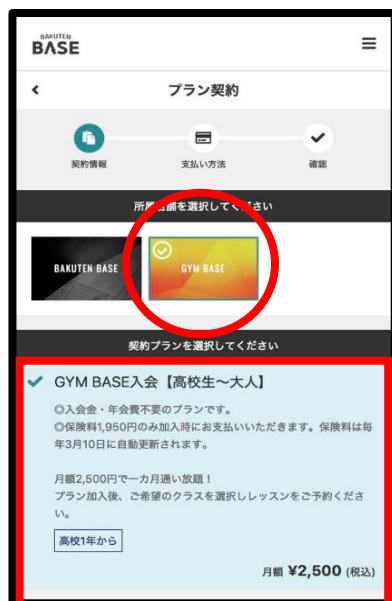 BAKUTEN
BASE
プラン契約
契約情報
支払い方法
確認
所属店舗を選択してください
BAKUTEN BASE
GYM BASE
契約プランを選択してください
GYM BASE入会【高校生～大人】
◎入会金・年会費不要のプランです。
◎保険料1,950円のみ加入時にお支払いいただきます。保険料は毎
年3月10日に自動更新されます。
月額2,500円で一カ月通い放題！
プラン加入後、ご希望のクラスを選択しレッスンをご予約くださ
い。
高校1年から
月額 ¥2,500 (税込)